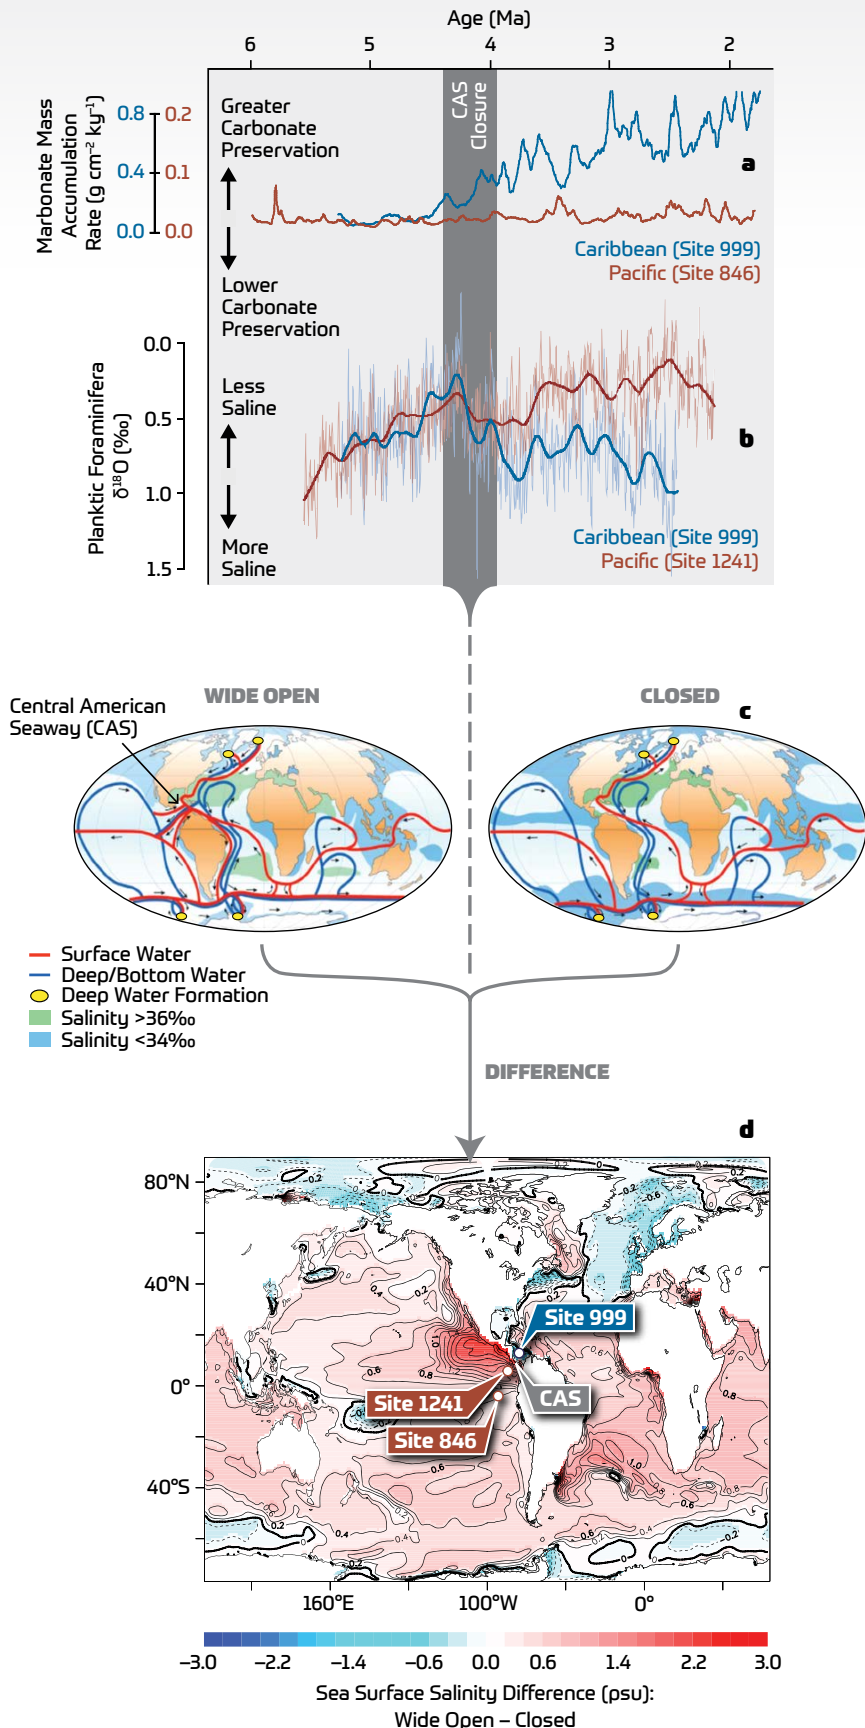 Age (Ma)
6 5 4 3 2
CAS
Closure
Marbonate Mass
Accumulation
Rate (g cm⁻² ky⁻¹)
0.8 0.2
0.4 0.1
0.0 0.0
Greater
Carbonate
Preservation
a
Caribbean (Site 999)
Pacific (Site 846)
Lower
Carbonate
Preservation
Planktic Foraminifera
δ¹⁸O (‰)
0.0
0.5
1.0
1.5
Less
Saline
b
More
Saline
Caribbean (Site 999)
Pacific (Site 1241)
WIDE OPEN
CLOSED
c
Central American
Seaway (CAS)
Surface Water
Deep/Bottom Water
Deep Water Formation
Salinity >36‰
Salinity <34‰
DIFFERENCE
d
80°N
40°N
0°
40°S
Site 999
Site 1241
CAS
Site 846
160°E 100°W 0°
−3.0 −2.2 −1.4 −0.6 0.0 0.6 1.4 2.2 3.0
Sea Surface Salinity Difference (psu):
Wide Open – Closed